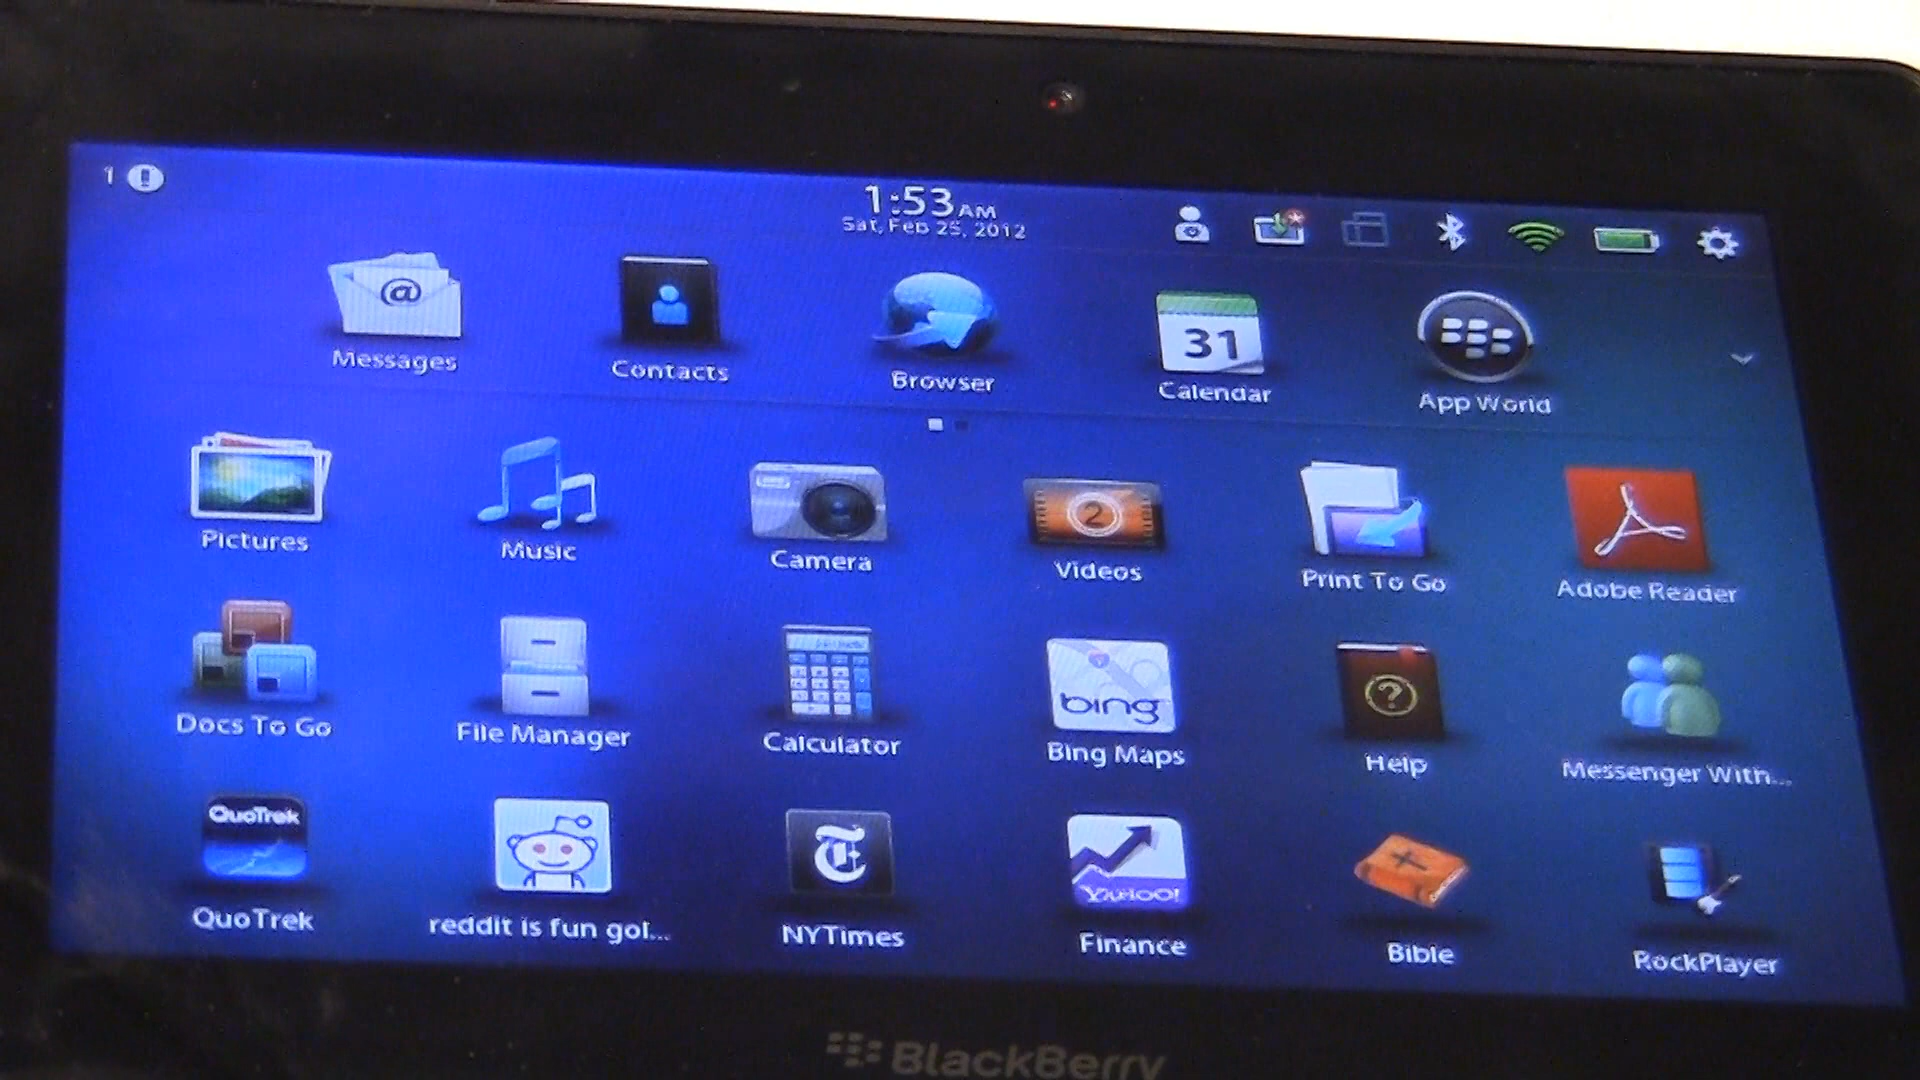 1
1:53 AM
Sat, Feb 25, 2012
@
Messages
Contacts
Browser
31
Calendar
App World
Pictures
Music
Camera
2
Videos
Print To Go
Adobe Reader
Docs To Go
File Manager
Calculator
bing
Bing Maps
?
Help
Messenger With...
QuoTrek
QuoTrek
reddit is fun gol...
T
NYTimes
YAHOO!
Finance
Bible
RockPlayer
BlackBerry